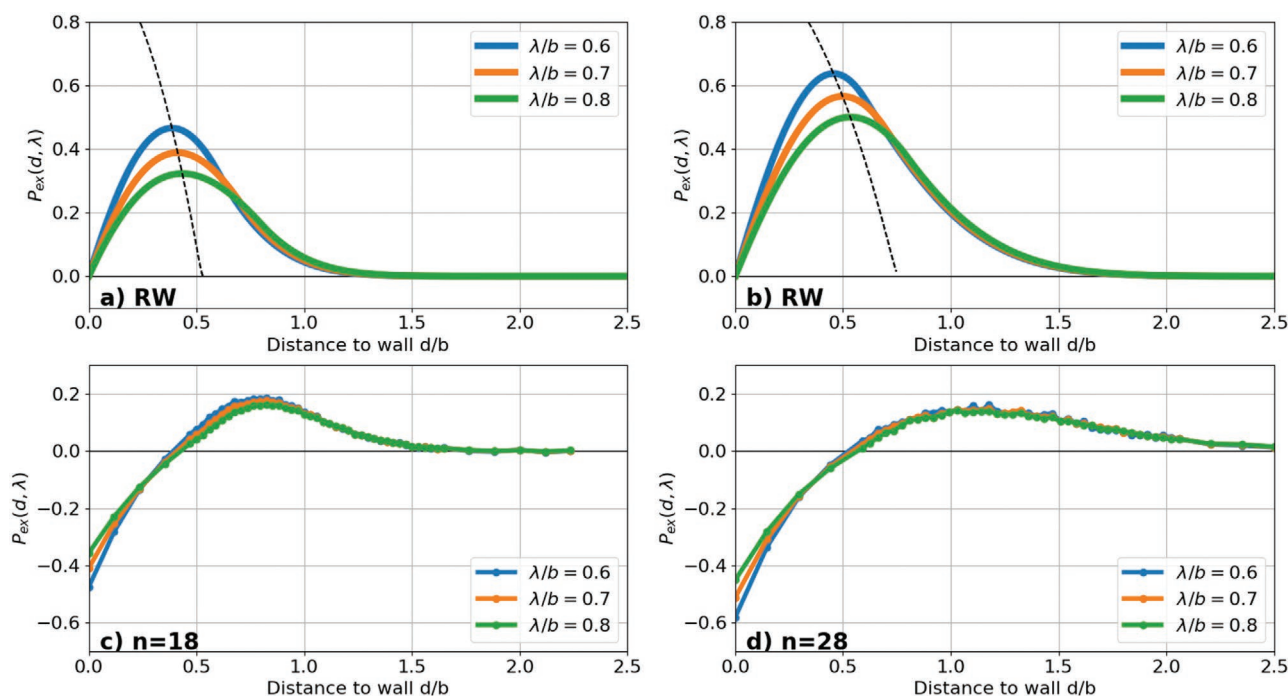 0.8
0.6
0.4
0.2
0.0
P_ex(d, λ)
λ/b = 0.6
λ/b = 0.7
λ/b = 0.8
a) RW
0.0 0.5 1.0 1.5 2.0 2.5
Distance to wall d/b
0.8
0.6
0.4
0.2
0.0
P_ex(d, λ)
λ/b = 0.6
λ/b = 0.7
λ/b = 0.8
b) RW
0.0 0.5 1.0 1.5 2.0 2.5
Distance to wall d/b
0.2
0.0
−0.2
−0.4
−0.6
P_ex(d, λ)
λ/b = 0.6
λ/b = 0.7
λ/b = 0.8
c) n=18
0.0 0.5 1.0 1.5 2.0 2.5
Distance to wall d/b
0.2
0.0
−0.2
−0.4
−0.6
P_ex(d, λ)
λ/b = 0.6
λ/b = 0.7
λ/b = 0.8
d) n=28
0.0 0.5 1.0 1.5 2.0 2.5
Distance to wall d/b